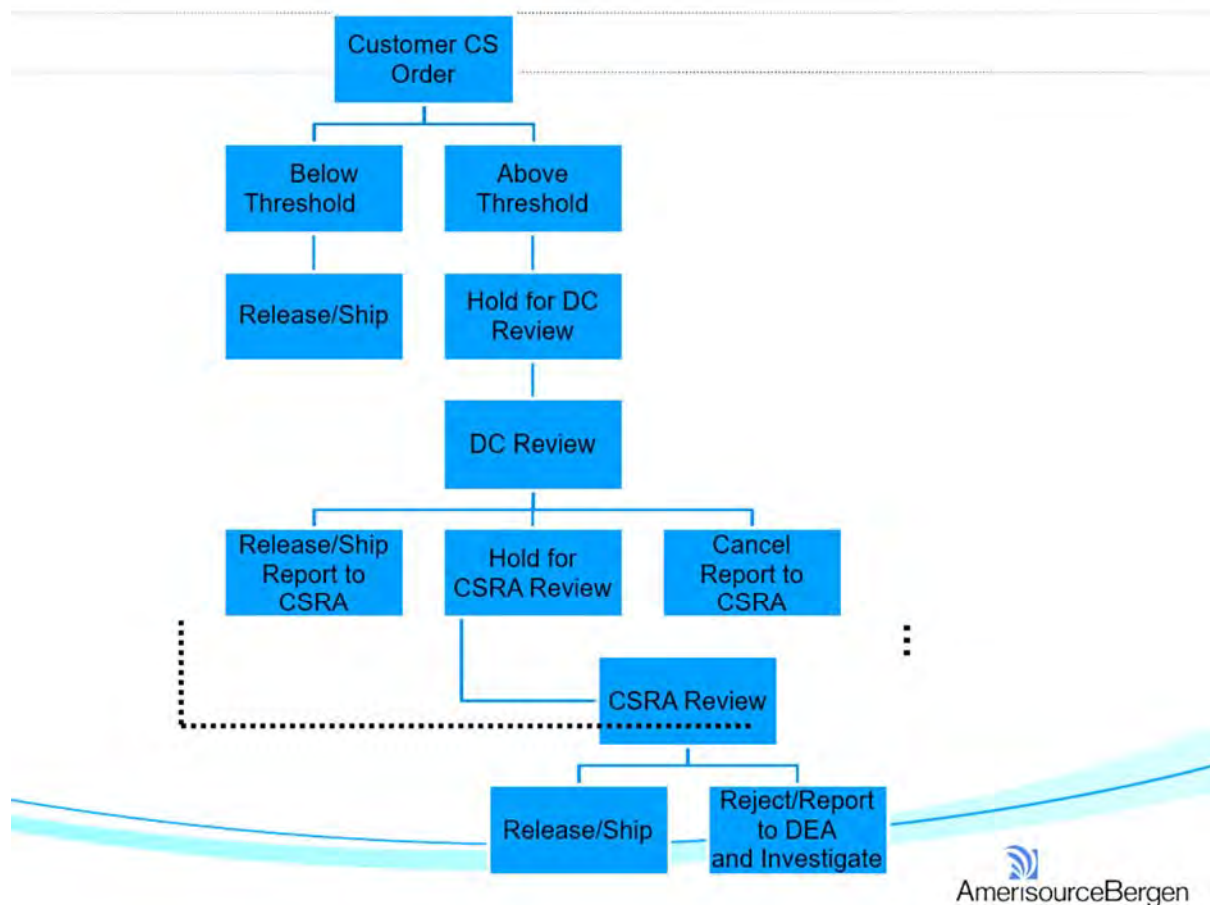 Customer CS
Order
Below
Threshold
Above
Threshold
Release/Ship
Hold for DC
Review
DC Review
Release/Ship
Report to
CSRA
Hold for
CSRA Review
Cancel
Report to
CSRA
CSRA Review
Release/Ship
Reject/Report
to DEA
and Investigate
AmerisourceBergen